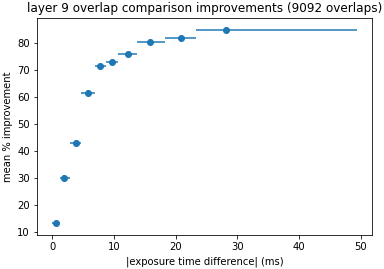 layer 9 overlap comparison improvements (9092 overlaps)
mean % improvement
80
70
60
50
40
30
20
10
0 10 20 30 40 50
|exposure time difference| (ms)